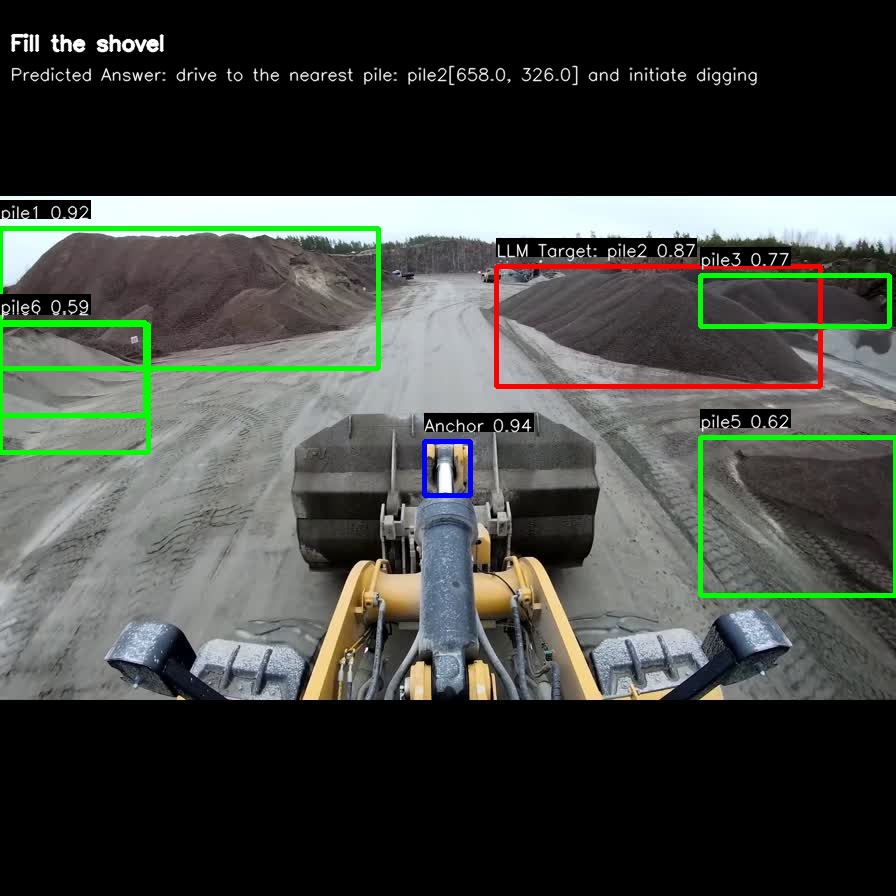 Fill the shovel
Predicted Answer: drive to the nearest pile: pile2[658.0, 326.0] and initiate digging
pile1 0.92
LLM Target: pile2 0.87
pile3 0.77
pile6 0.59
pile5 0.62
Anchor 0.94